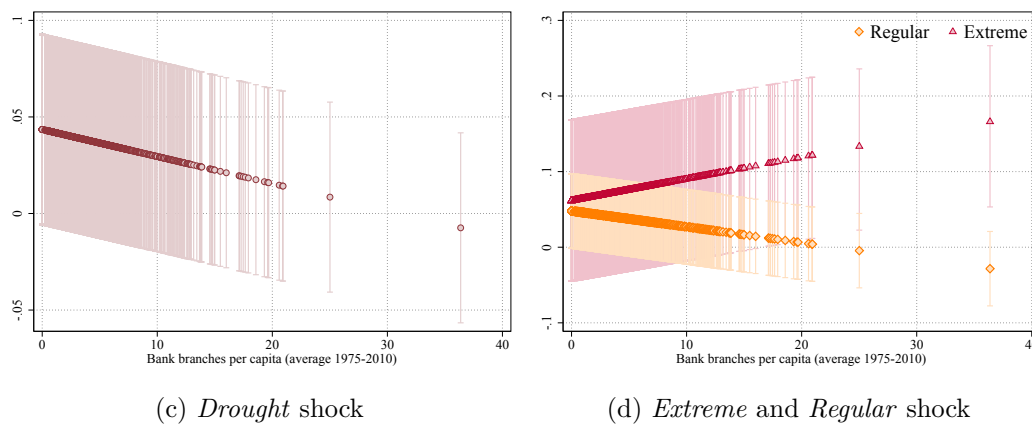 .1
.05
0
-.05
0 10 20 30 40
Bank branches per capita (average 1975-2010)
(c) Drought shock
Regular Extreme
.3
.2
.1
0
-.1
0 10 20 30 40
Bank branches per capita (average 1975-2010)
(d) Extreme and Regular shock